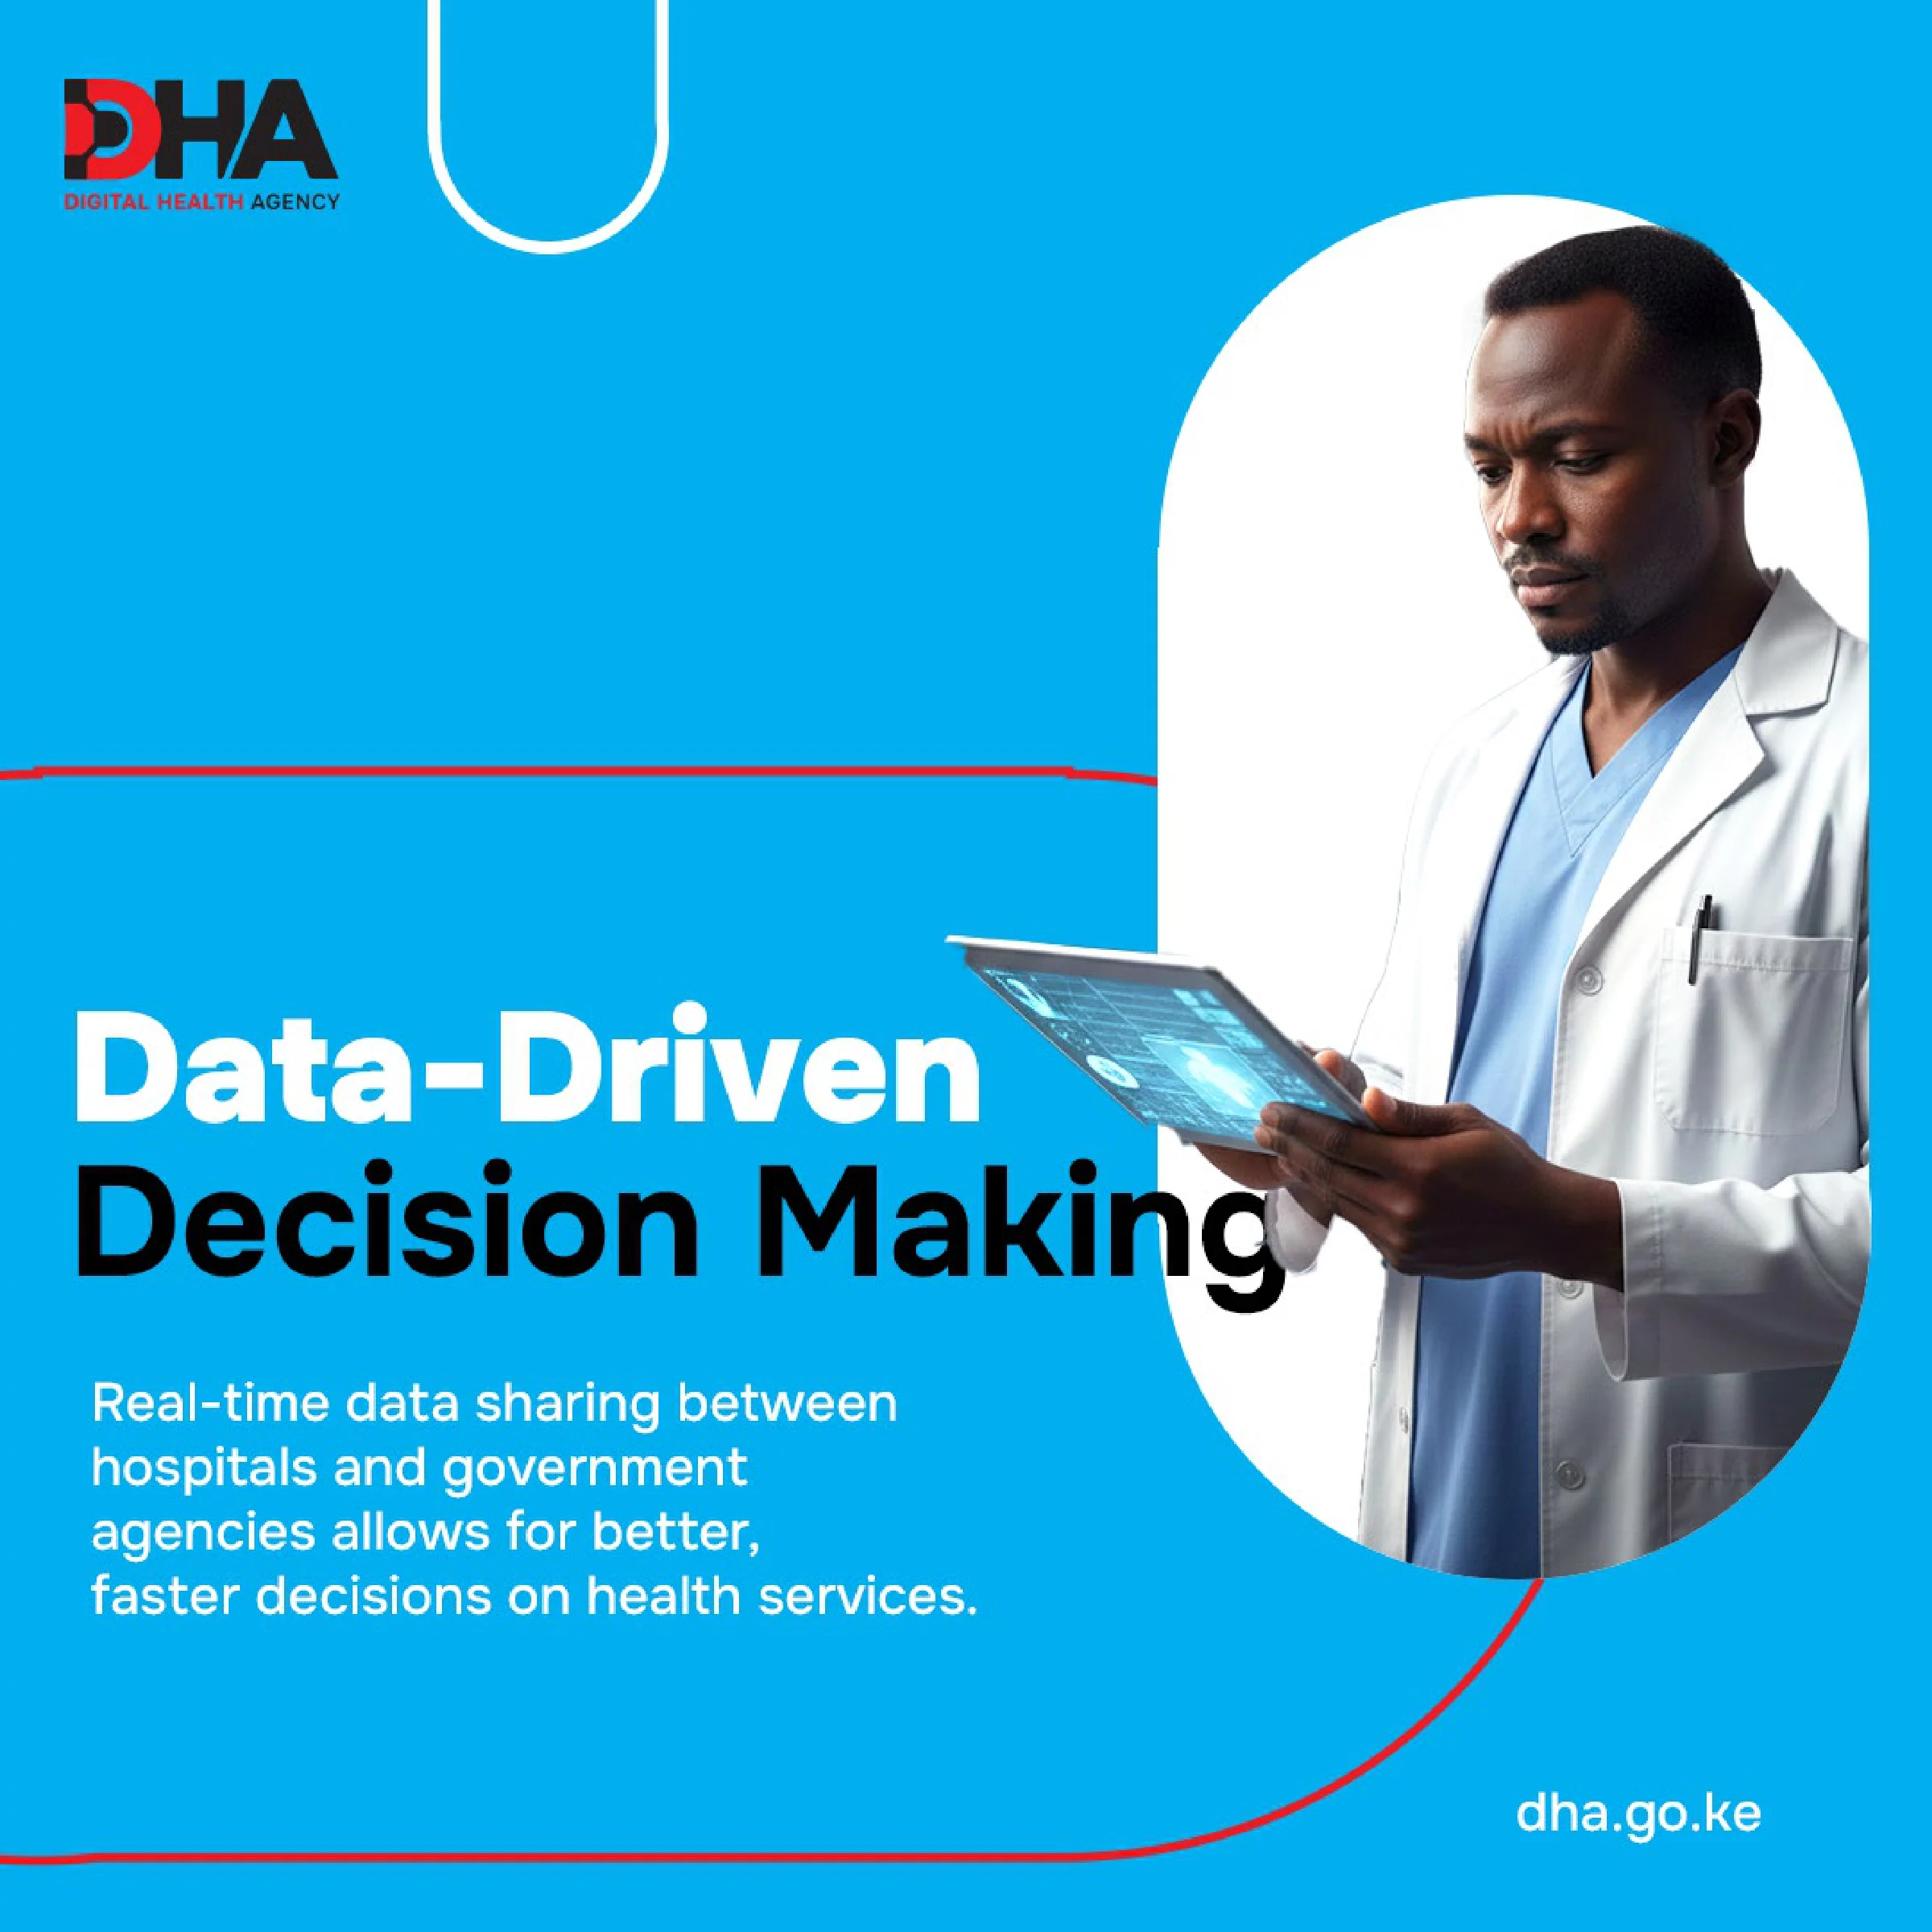 DHA
DIGITAL HEALTH AGENCY
Data-Driven
Decision Making
Real-time data sharing between
hospitals and government
agencies allows for better,
faster decisions on health services.
dha.go.ke